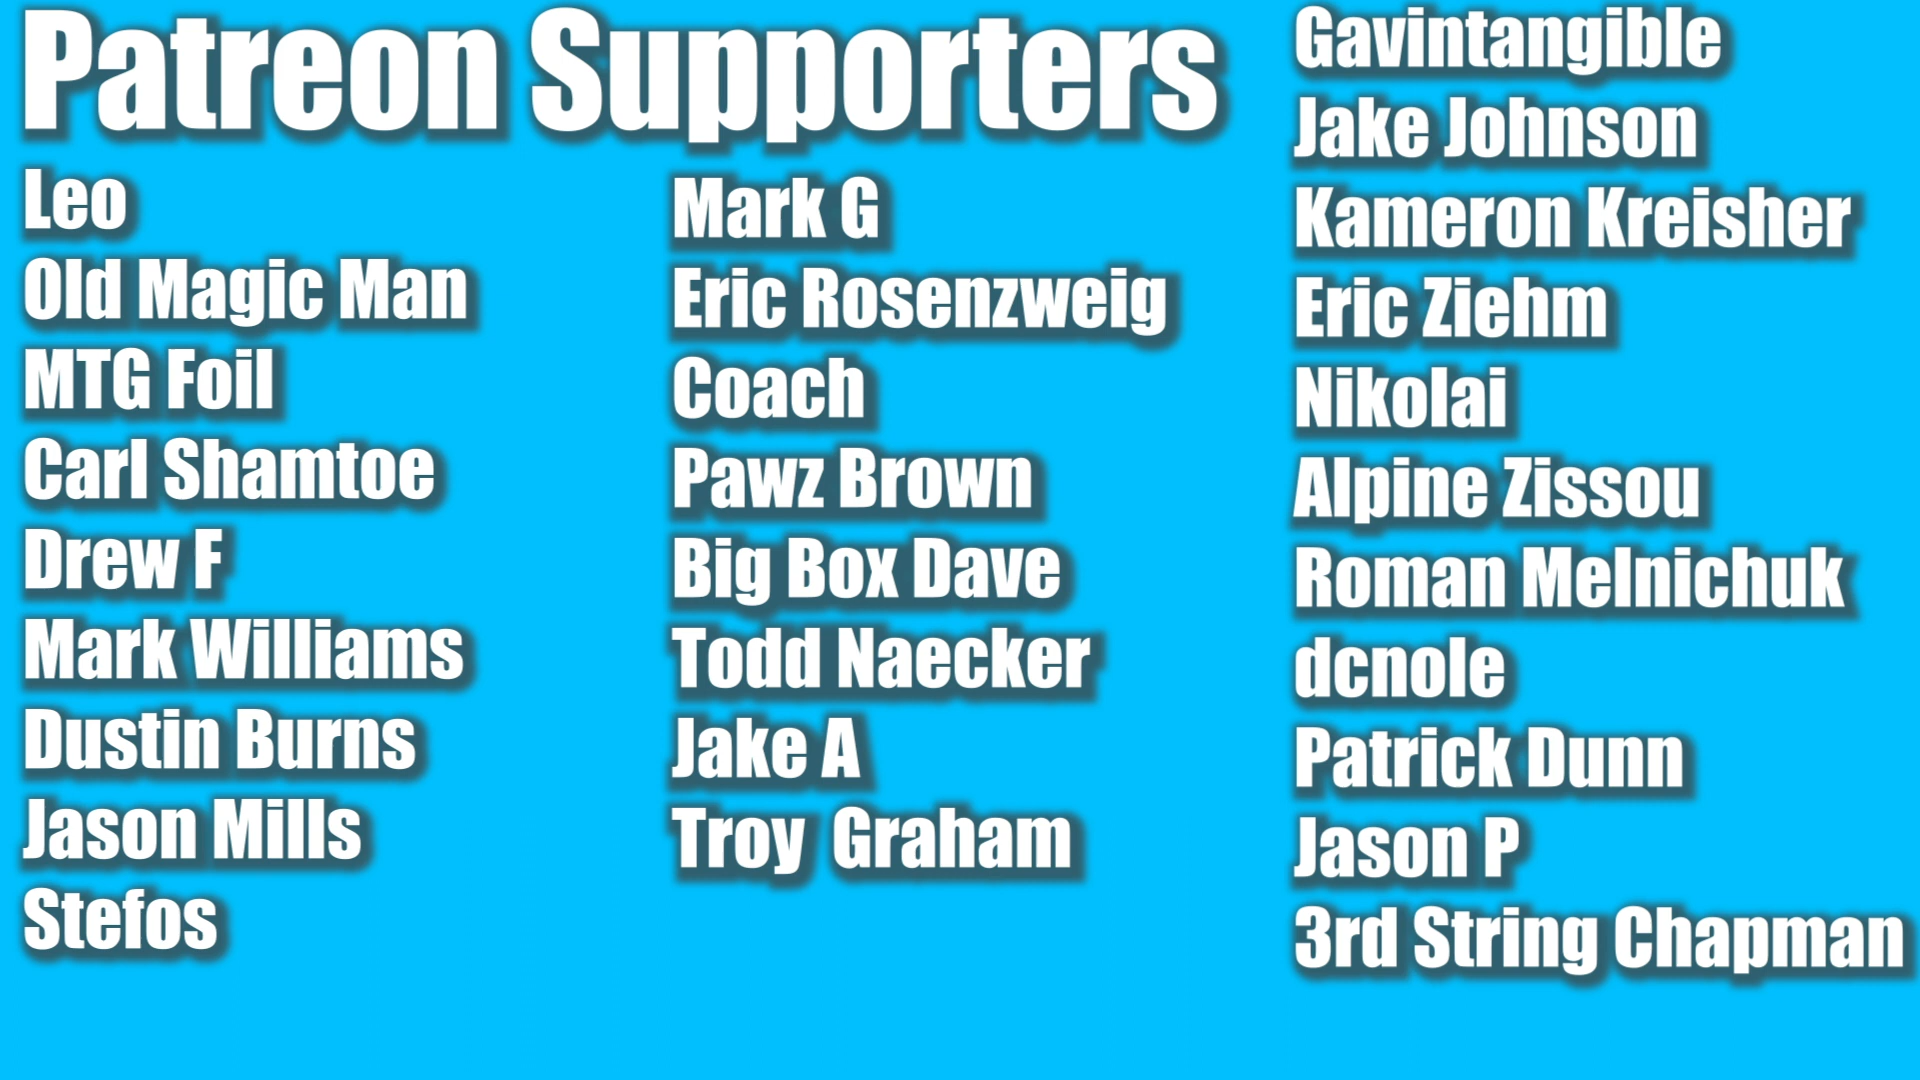 Patreon Supporters
Leo
Old Magic Man
MTG Foil
Carl Shamtoe
Drew F
Mark Williams
Dustin Burns
Jason Mills
Stefos
Mark G
Eric Rosenzweig
Coach
Pawz Brown
Big Box Dave
Todd Naecker
Jake A
Troy Graham
Gavintangible
Jake Johnson
Kameron Kreisher
Eric Ziehm
Nikolai
Alpine Zissou
Roman Melnichuk
dcnole
Patrick Dunn
Jason P
3rd String Chapman